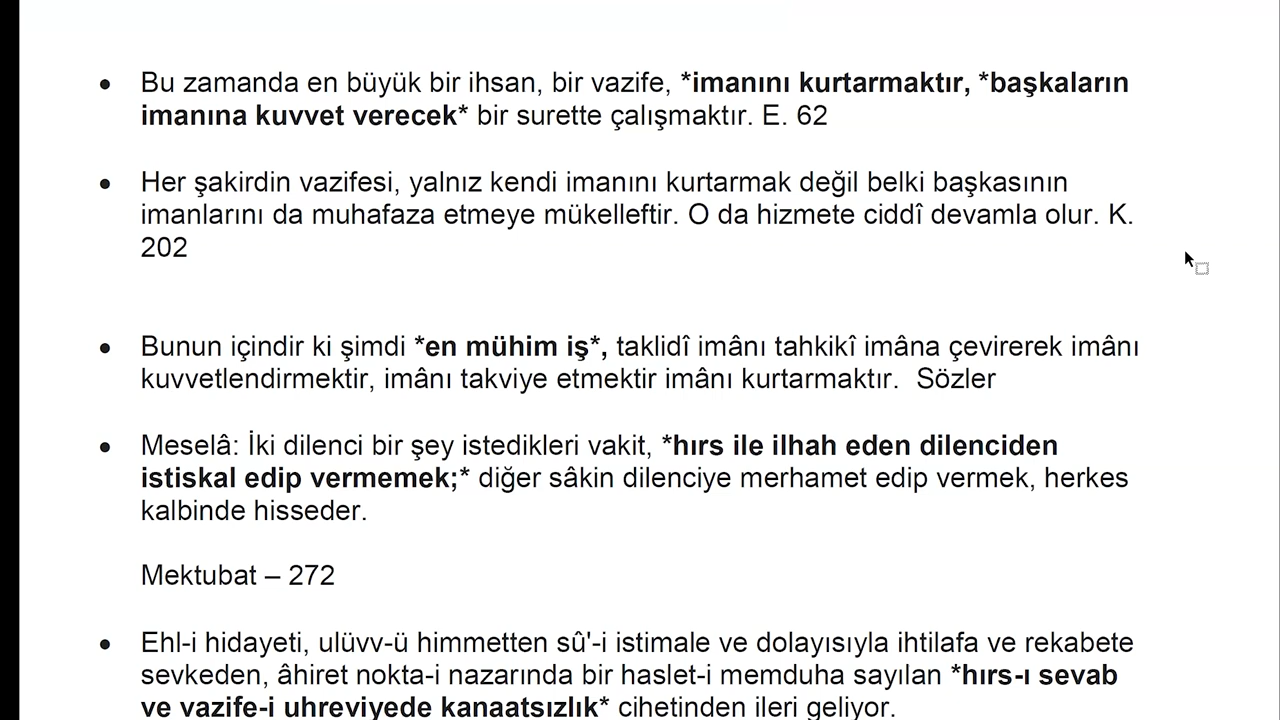 • Bu zamanda en büyük bir ihsan, bir vazife, *imanını kurtarmaktır, *başkaların
imanına kuvvet verecek* bir surette çalışmaktır. E. 62
• Her şakirdin vazifesi, yalnız kendi imanını kurtarmak değil belki başkasının
imanlarını da muhafaza etmeye mükelleftir. O da hizmete ciddî devamla olur. K.
202
• Bunun içindir ki şimdi *en mühim iş*, taklidî imânı tahkikî imâna çevirerek imânı
kuvvetlendirmektir, imânı takviye etmektir imânı kurtarmaktır.  Sözler
• Meselâ: İki dilenci bir şey istedikleri vakit, *hırs ile ilhah eden dilenciden
istiskal edip vermemek;* diğer sâkin dilenciye merhamet edip vermek, herkes
kalbinde hisseder.
Mektubat – 272
• Ehl-i hidayeti, ulüvv-ü himmetten sû'-i istimale ve dolayısıyla ihtilafa ve rekabete
sevkeden, âhiret nokta-i nazarında bir haslet-i memduha sayılan *hırs-ı sevab
ve vazife-i uhreviyede kanaatsızlık* cihetinden ileri geliyor.